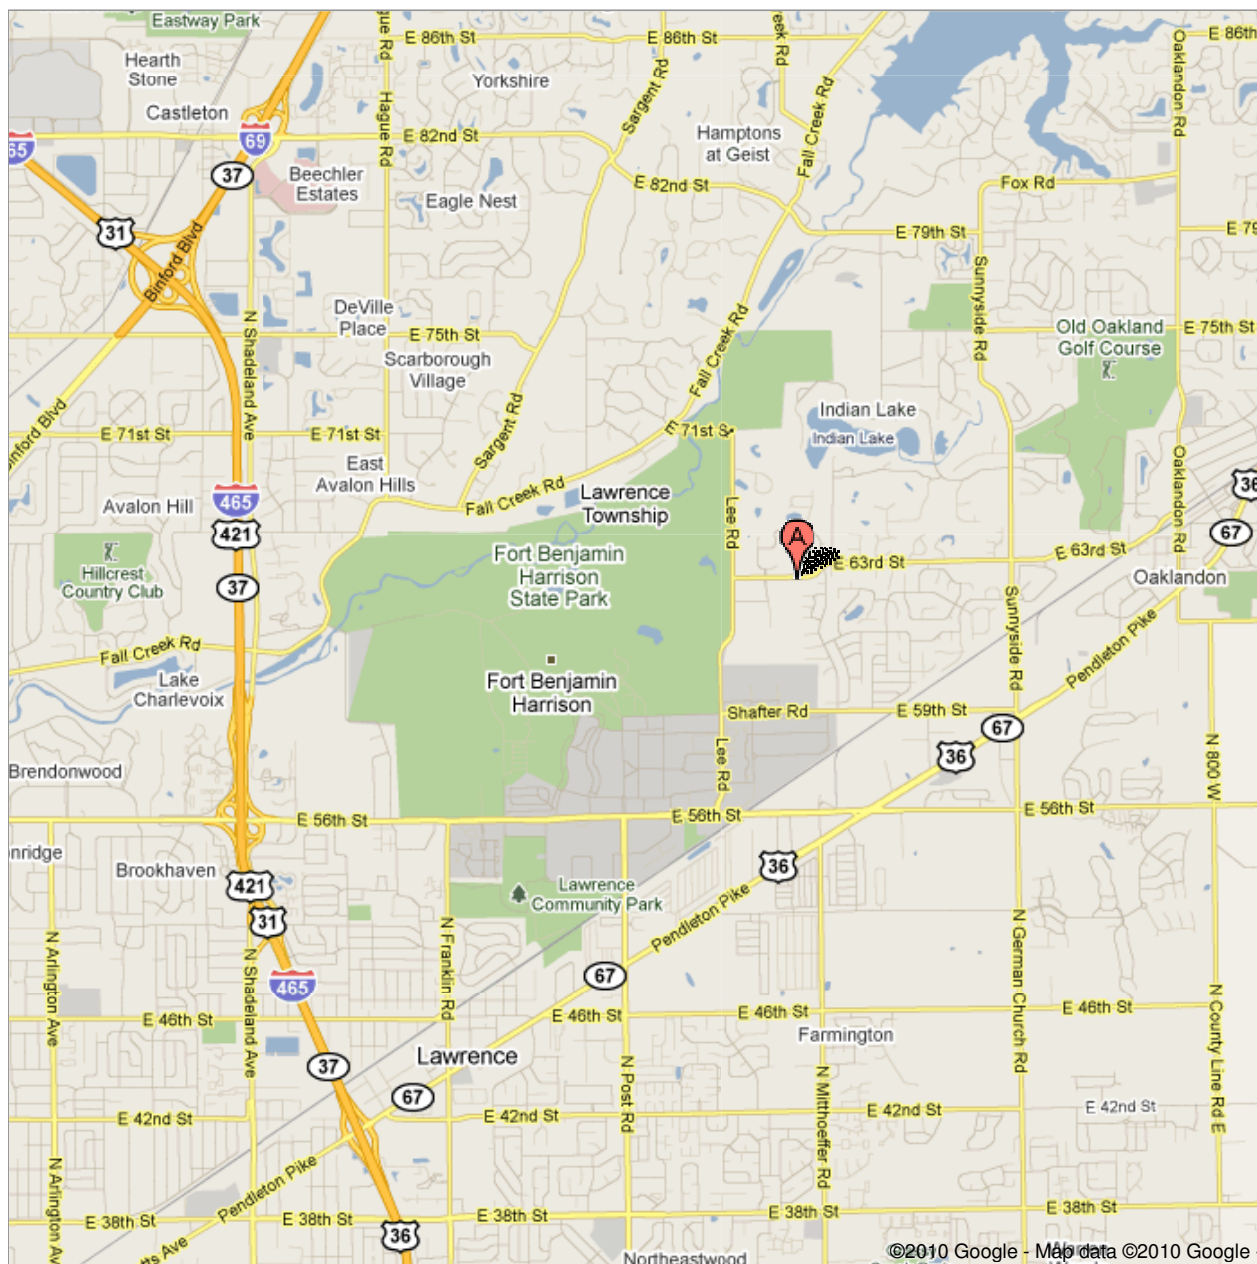 Eastway Park
E 86th St
E 86th St
E 86th
Hearth
Stone
Yorkshire
Hague Rd
Sargent Rd
Fall Creek Rd
Oaklandon Rd
Castleton
69
E 82nd St
Hamptons
at Geist
65
37
Beechler
Estates
Eagle Nest
E 82nd St
Fox Rd
31
Binford Blvd
E 79th St
E 79
DeVille
Place
N Shadeland Ave
E 75th St
Scarborough
Village
Fall Creek Rd
Sunnyside Rd
Old Oakland
Golf Course
E 75th St
Sargent Rd
Indian Lake
Indian Lake
E 71st St
E 71st St
East
Avalon Hills
Fall Creek Rd
Lawrence
Township
Lee Rd
Oaklandon Rd
36
465
Avalon Hill
421
67
A
Hillcrest
Country Club
37
Fort Benjamin
Harrison
State Park
E 63rd St
E 63rd St
Oaklandon
Fall Creek Rd
Lake
Charlevoix
Fort Benjamin
Harrison
Sunnyside Rd
Pendleton Pike
Shafter Rd
E 59th St
67
Lee Rd
36
N 800 W
Brendonwood
E 56th St
E 56th St
E 56th St
Brookhaven
36
421
Lawrence
Community Park
31
Pendleton Pike
N Arlington Ave
N Shadeland Ave
N Franklin Rd
N German Church Rd
N County Line Rd E
465
67
E 46th St
E 46th St
E 46th St
E 46th St
Farmington
Lawrence
37
67
N Post Rd
N Mitthoeffer Rd
E 42nd St
E 42nd St
E 42nd St
E 42nd St
N Arlington Av
Pendleton Pike
E 38th St
E 38th St
E 38th St
E 38th St
E 38th St
36
Northeastwood
©2010 Google - Map data ©2010 Google -